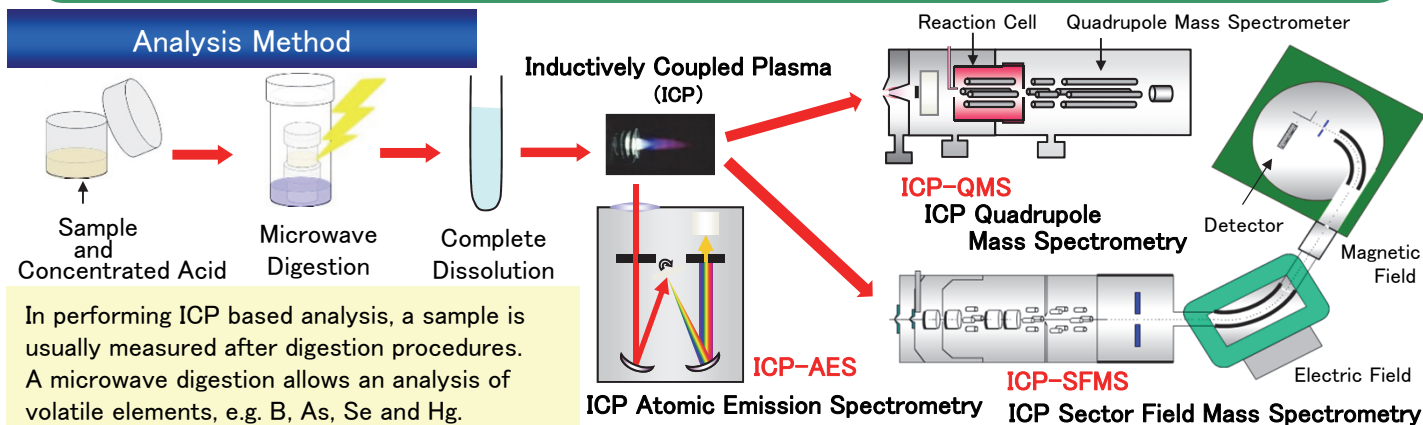 Analysis Method
Sample
and
Concentrated Acid
Microwave
Digestion
Complete
Dissolution
In performing ICP based analysis, a sample is
usually measured after digestion procedures.
A microwave digestion allows an analysis of
volatile elements, e.g. B, As, Se and Hg.
Inductively Coupled Plasma
(ICP)
ICP-AES
ICP Atomic Emission Spectrometry
Reaction Cell
Quadrupole Mass Spectrometer
ICP-QMS
ICP Quadrupole
Mass Spectrometry
Detector
Magnetic
Field
Electric Field
ICP-SFMS
ICP Sector Field Mass Spectrometry